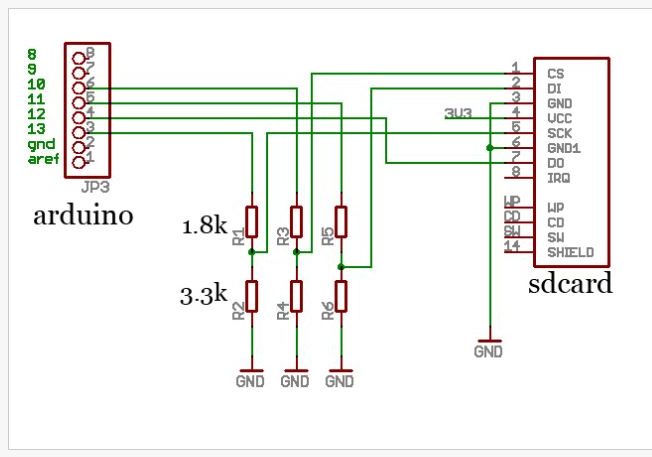 8
9
10
11
12
13
gnd
aref
8
7
6
5
4
3
2
1
JP3
arduino
1.8k
3.3k
R1
R3
R5
R2
R4
R6
GND
GND
GND
3V3
GND
1 CS
2 DI
3 GND
4 VCC
5 SCK
6 GND1
7 DO
8 IRQ
WP WP
CD CD
SW SW
14 SHIELD
sdcard